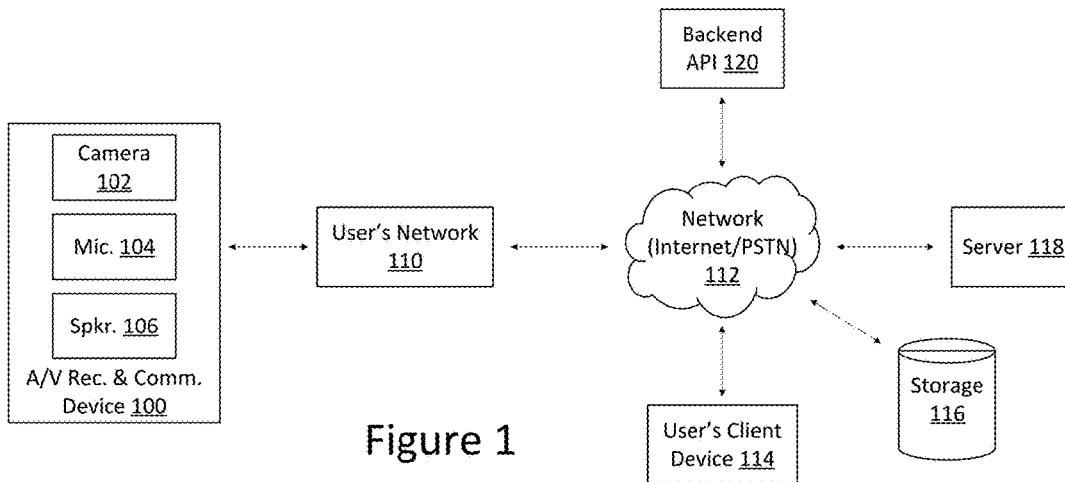 Backend
API 120
Camera
102
Mic. 104
Spkr. 106
A/V Rec. & Comm.
Device 100
User's Network
110
Network
(Internet/PSTN)
112
Server 118
Storage
116
User's Client
Device 114
Figure 1